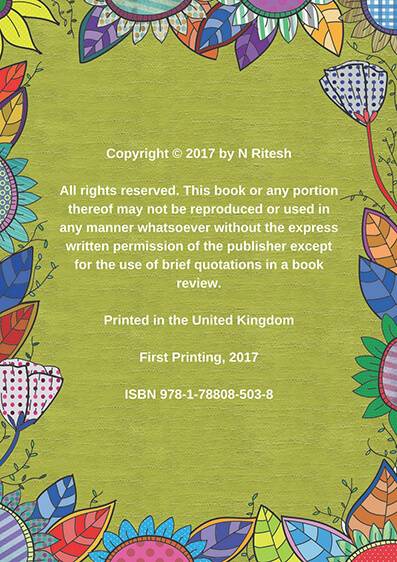 Copyright © 2017 by N Ritesh
All rights reserved. This book or any portion
thereof may not be reproduced or used in
any manner whatsoever without the express
written permission of the publisher except
for the use of brief quotations in a book
review.
Printed in the United Kingdom
First Printing, 2017
ISBN 978-1-78808-503-8